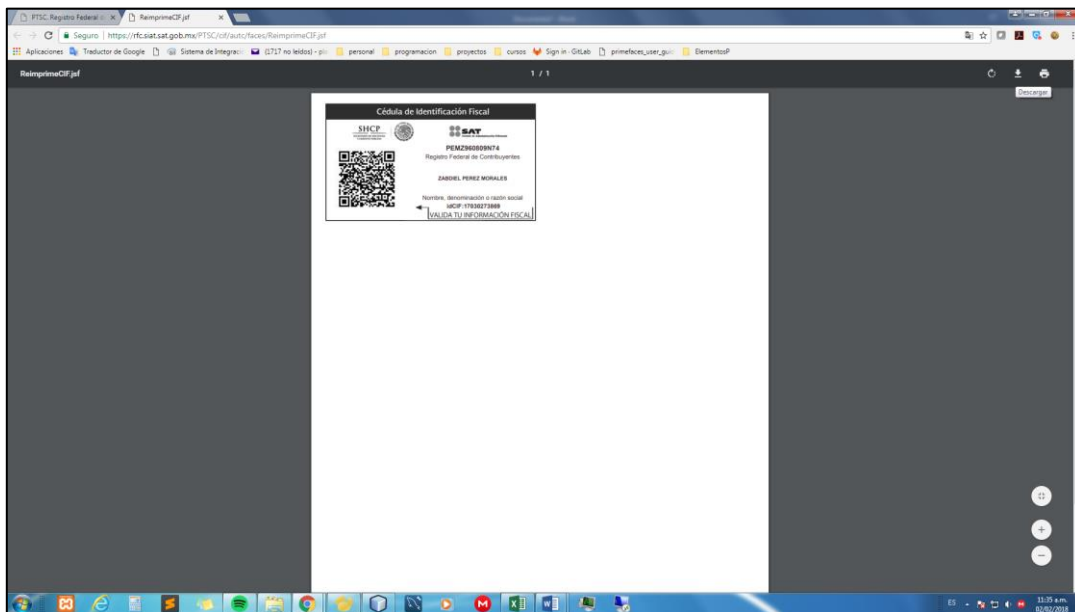 PTSC. Registro Federal d
ReimprimeCIF.jsf
Seguro | https://rfc.siat.sat.gob.mx/PTSC/cif/autc/faces/ReimprimeCIF.jsf
Aplicaciones Traductor de Google Sistema de Integraci (1717 no leídos) - personal programacion proyectos cursos Sign in · GitLab primefaces_user_gui ElementosP
ReimprimeCIF.jsf 1 / 1
Descargar
Cédula de Identificación Fiscal
SHCP SAT
PEMZ960809N74
Registro Federal de Contribuyentes
ZABDIEL PEREZ MORALES
Nombre, denominación o razón social
idCIF:17030273869
VALIDA TU INFORMACIÓN FISCAL
ES 11:35 a.m.
02/02/2018